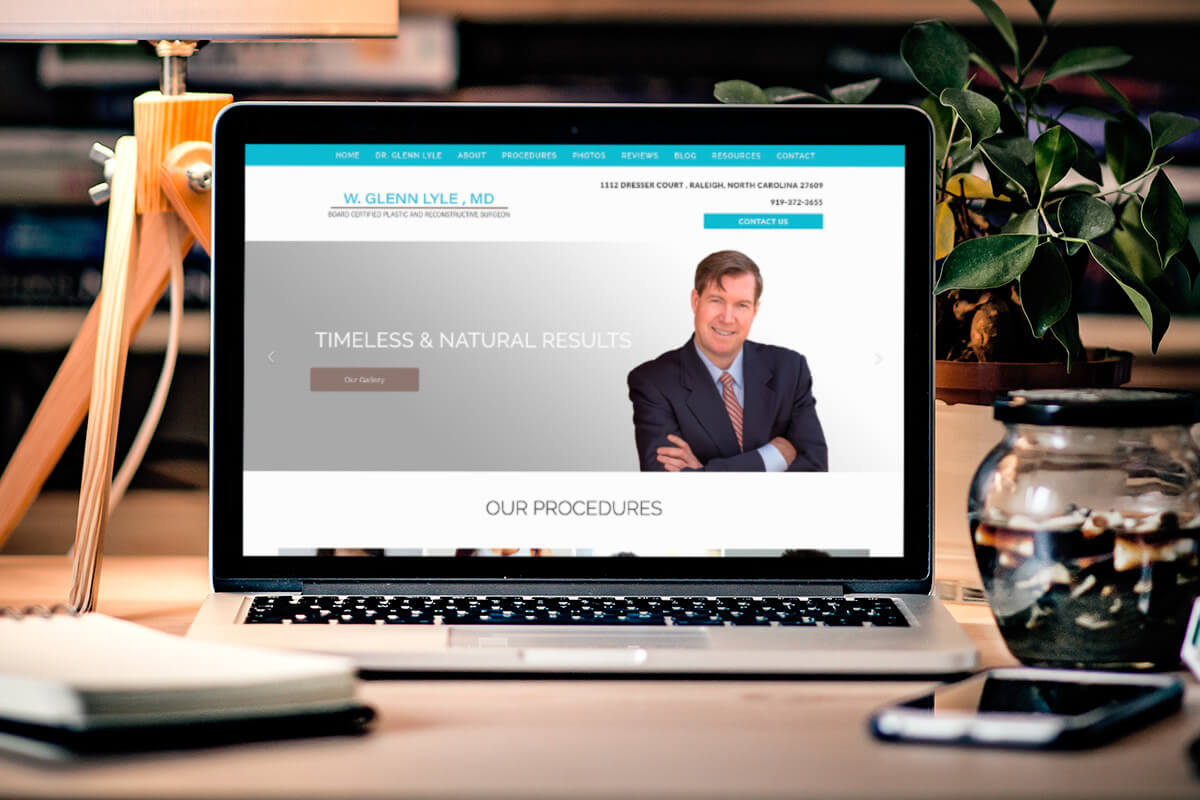 HOME DR. GLENN LYLE ABOUT PROCEDURES PHOTOS REVIEWS BLOG RESOURCES CONTACT
1112 DRESSER COURT , RALEIGH, NORTH CAROLINA 27609
919-372-3655
CONTACT US
W. GLENN LYLE , MD
BOARD CERTIFIED PLASTIC AND RECONSTRUCTIVE SURGEON
TIMELESS & NATURAL RESULTS
Our Gallery
OUR PROCEDURES